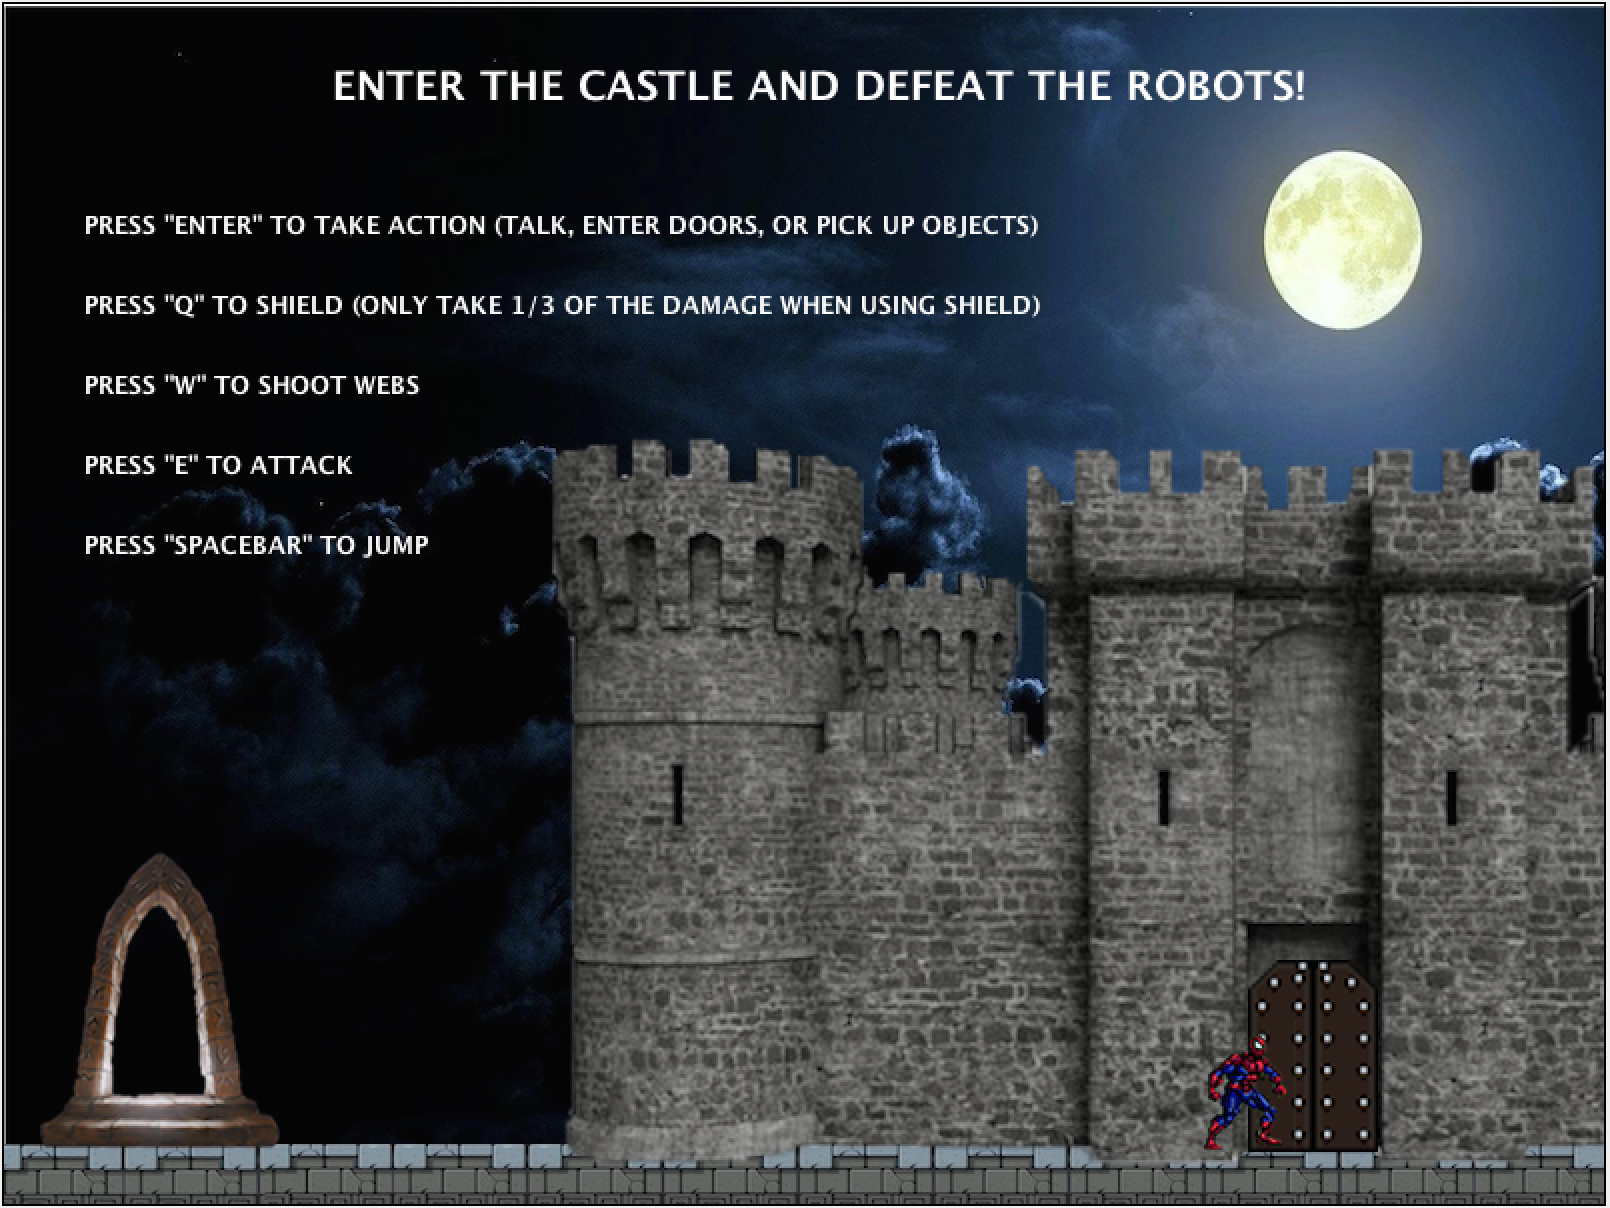 ENTER THE CASTLE AND DEFEAT THE ROBOTS!
PRESS "ENTER" TO TAKE ACTION (TALK, ENTER DOORS, OR PICK UP OBJECTS)
PRESS "Q" TO SHIELD (ONLY TAKE 1/3 OF THE DAMAGE WHEN USING SHIELD)
PRESS "W" TO SHOOT WEBS
PRESS "E" TO ATTACK
PRESS "SPACEBAR" TO JUMP